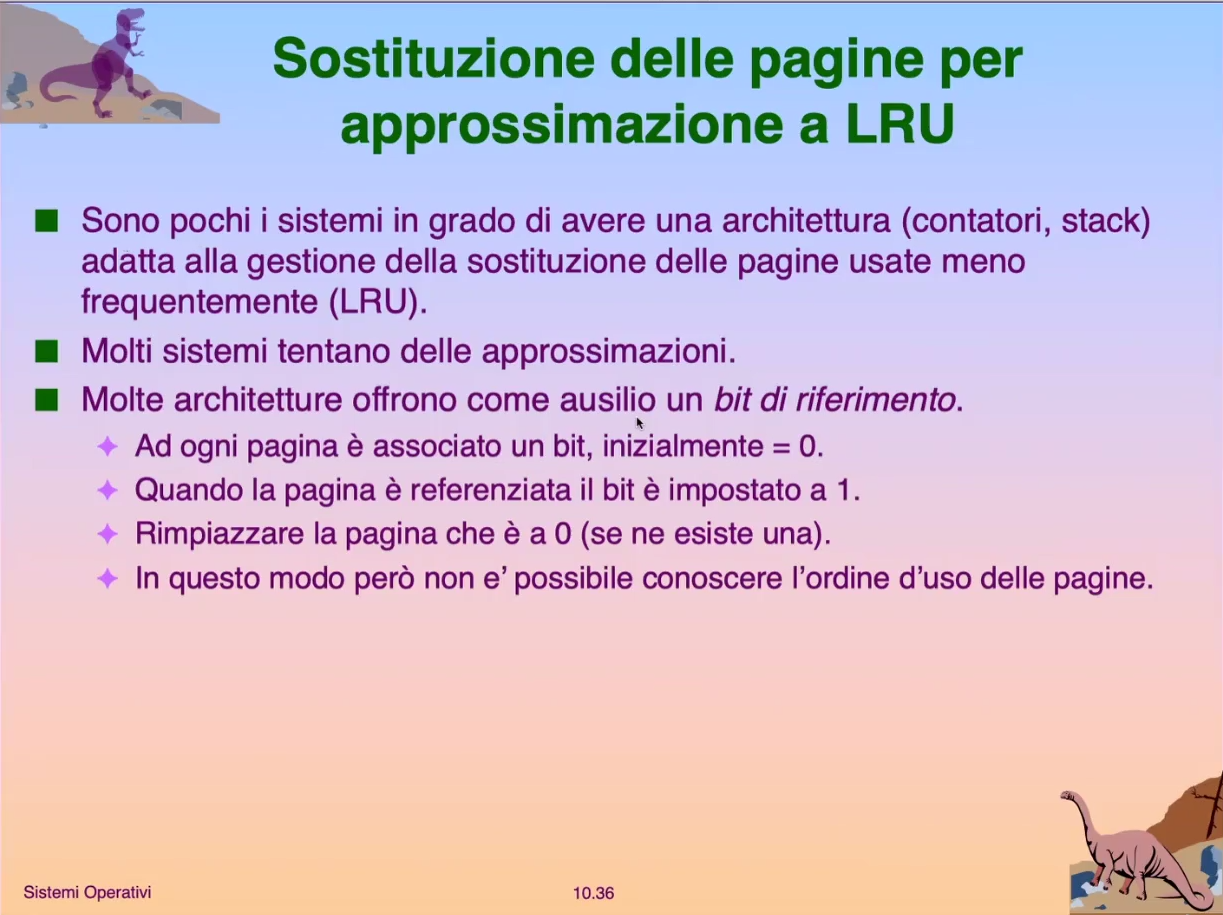 Sostituzione delle pagine per
approssimazione a LRU
Sono pochi i sistemi in grado di avere una architettura (contatori, stack)
adatta alla gestione della sostituzione delle pagine usate meno
frequentemente (LRU).
Molti sistemi tentano delle approssimazioni.
Molte architetture offrono come ausilio un bit di riferimento.
Ad ogni pagina è associato un bit, inizialmente = 0.
Quando la pagina è referenziata il bit è impostato a 1.
Rimpiazzare la pagina che è a 0 (se ne esiste una).
In questo modo però non e’ possibile conoscere l’ordine d’uso delle pagine.
Sistemi Operativi
10.36